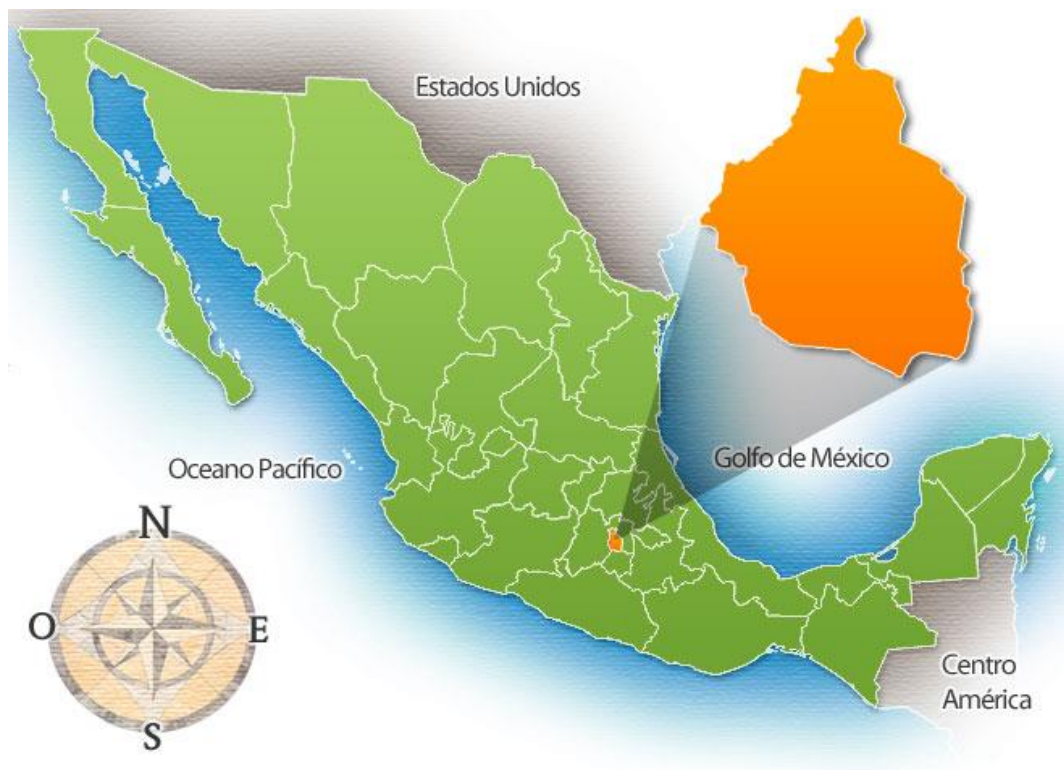 Estados Unidos
Golfo de México
Oceano Pacífico
N
O
E
S
Centro
América